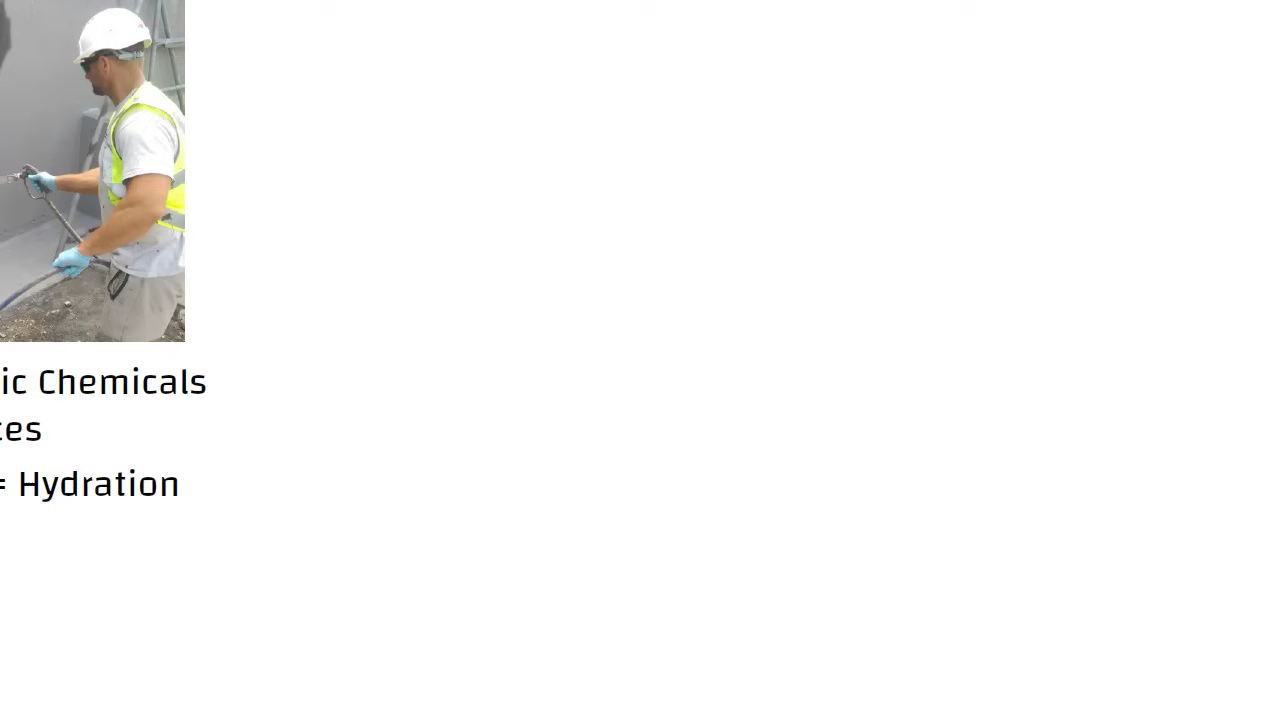 ic Chemicals
ces
= Hydration